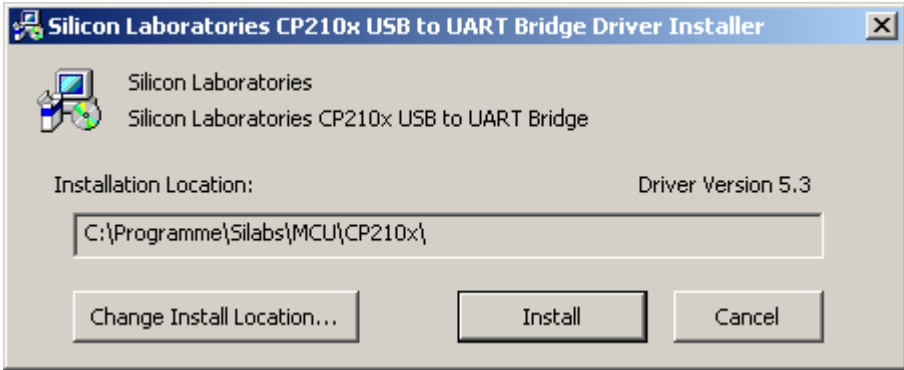 Silicon Laboratories CP210x USB to UART Bridge Driver Installer
Silicon Laboratories
Silicon Laboratories CP210x USB to UART Bridge
Installation Location:
Driver Version 5.3
C:\Programme\Silabs\MCU\CP210x\
Change Install Location...
Install
Cancel